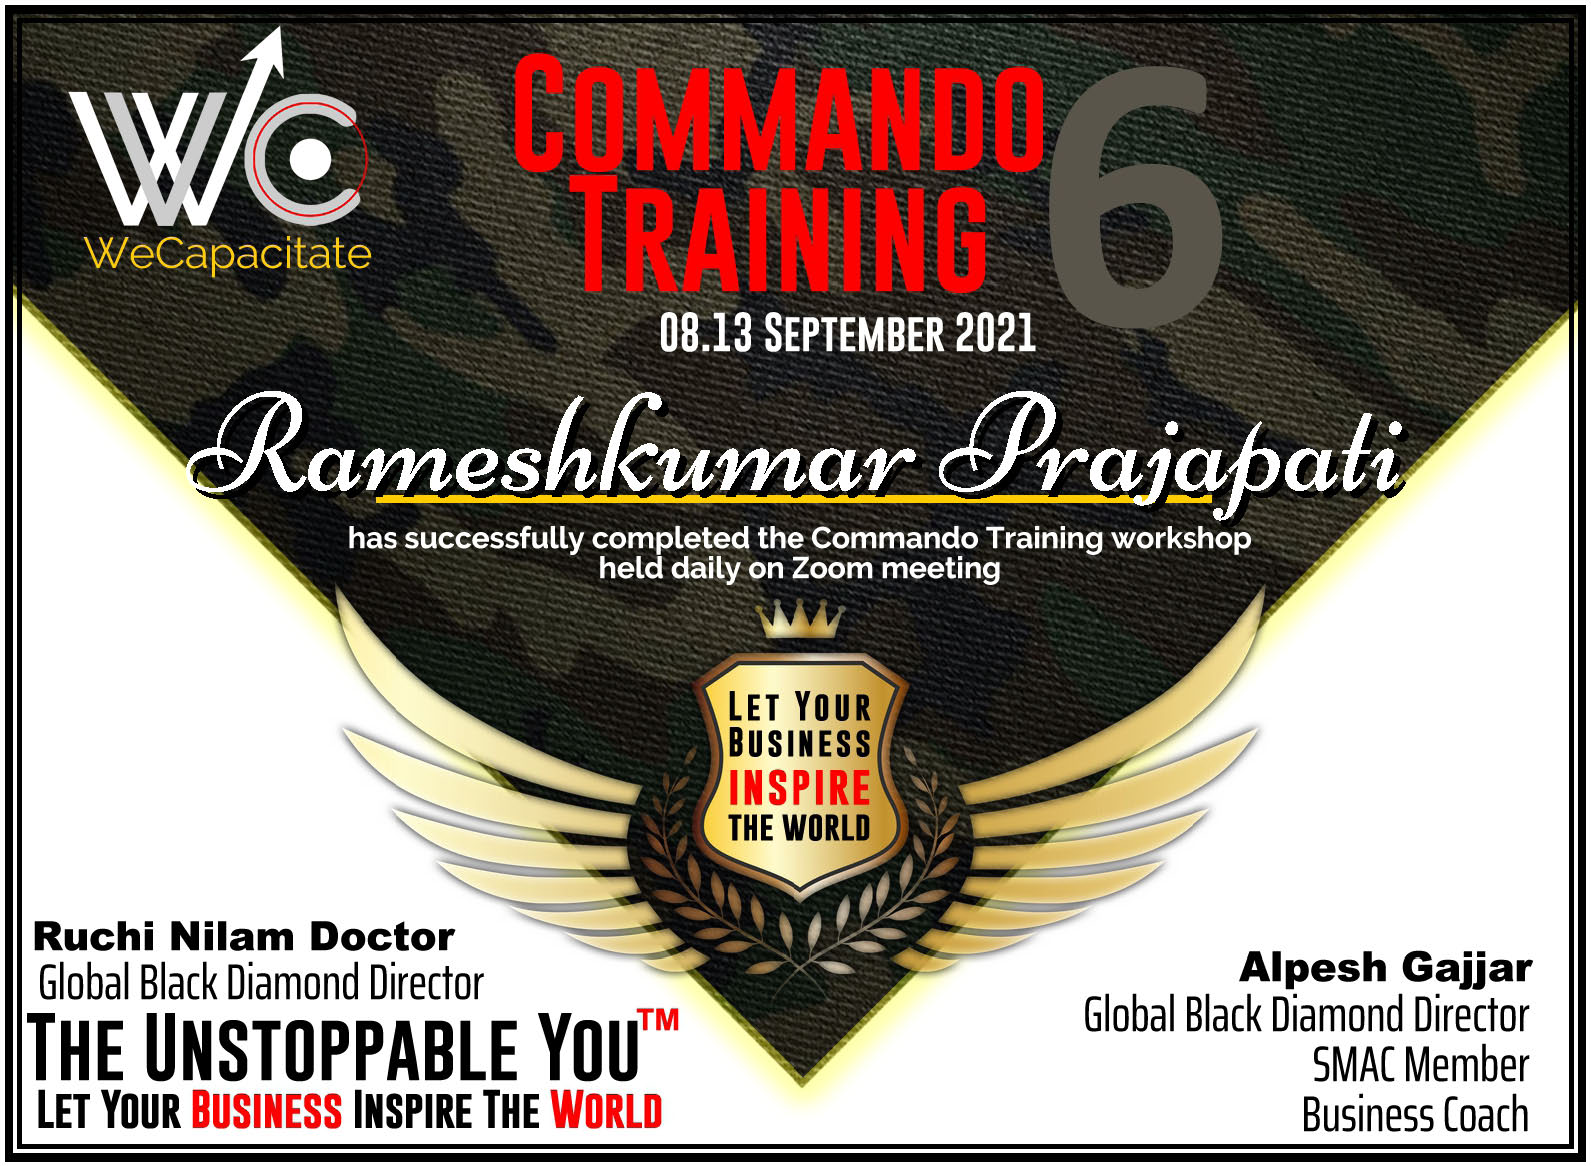 WC
WeCapacitate
COMMANDO
TRAINING
6
08.13 SEPTEMBER 2021
Rameshkumar Prajapati
has successfully completed the Commando Training workshop
held daily on Zoom meeting
LET YOUR
BUSINESS
INSPIRE
THE WORLD
Ruchi Nilam Doctor
Global Black Diamond Director
THE UNSTOPPABLE YOU™
LET YOUR BUSINESS INSPIRE THE WORLD
Alpesh Gajjar
Global Black Diamond Director
SMAC Member
Business Coach